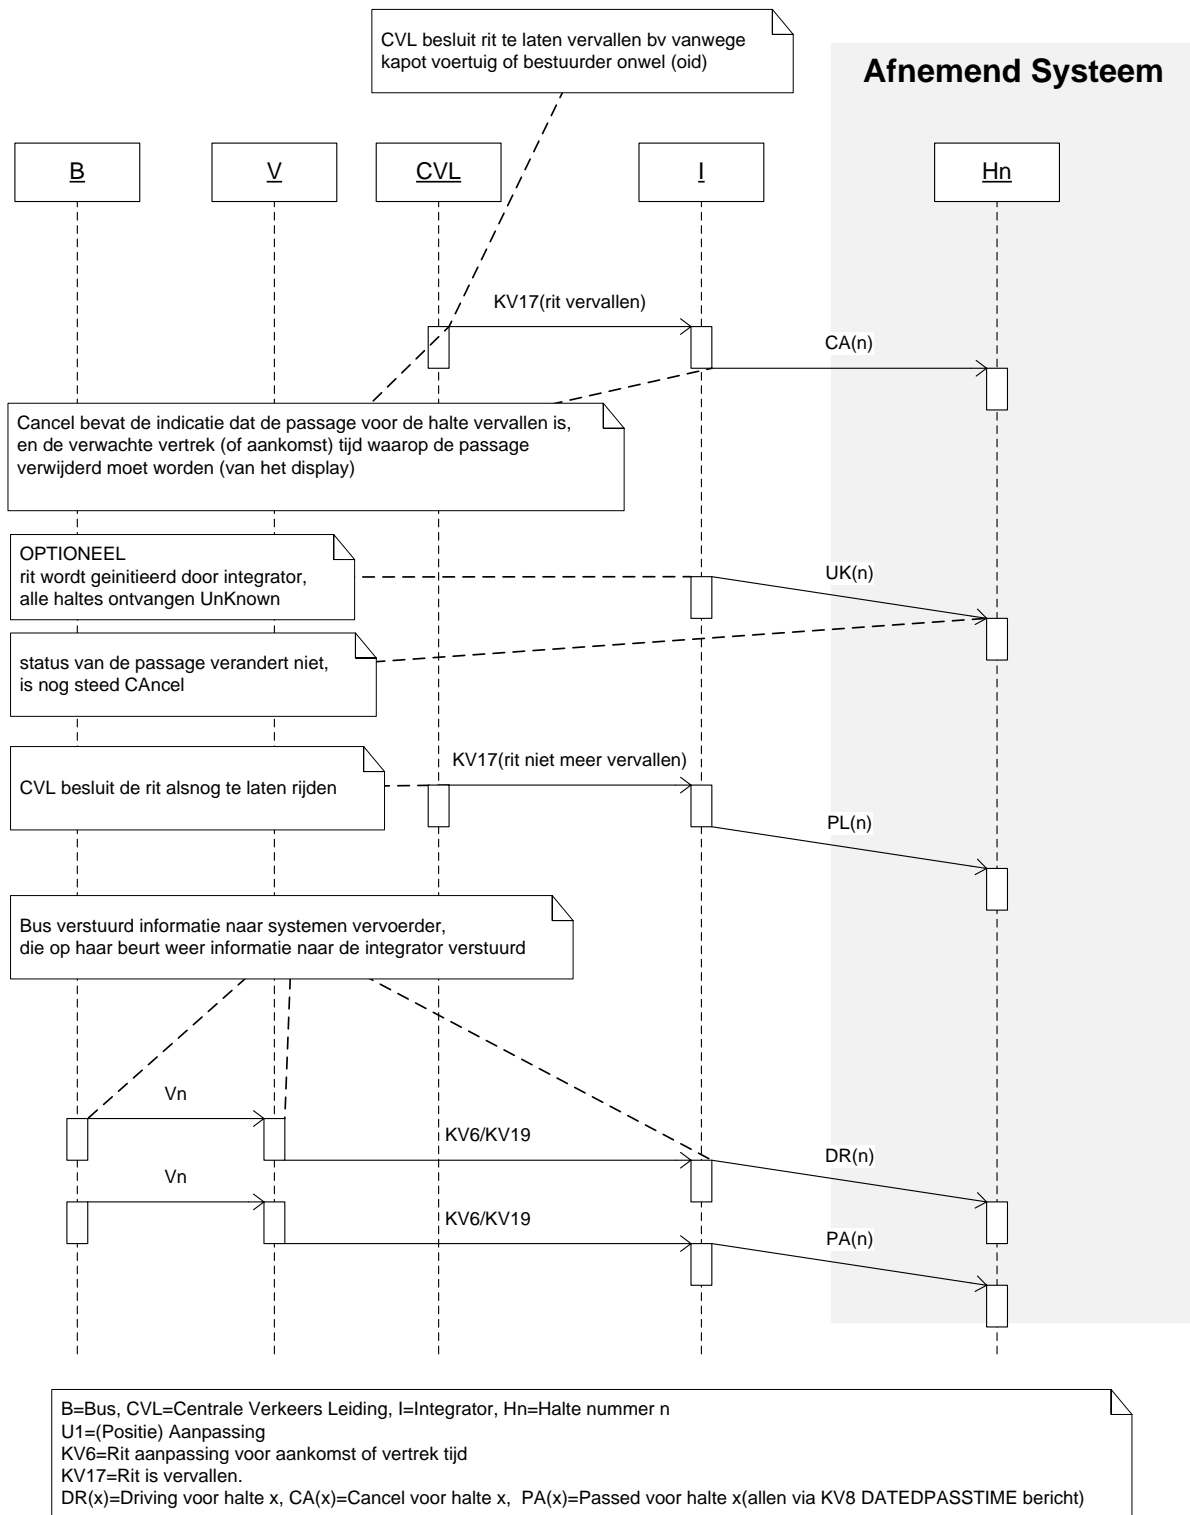 CVL besluit rit te laten vervallen bv vanwege
kapot voertuig of bestuurder onwel (oid)
Afnemend Systeem
B
V
CVL
I
Hn
KV17(rit vervallen)
CA(n)
Cancel bevat de indicatie dat de passage voor de halte vervallen is,
en de verwachte vertrek (of aankomst) tijd waarop de passage
verwijderd moet worden (van het display)
OPTIONEEL
rit wordt geinitieerd door integrator,
alle haltes ontvangen UnKnown
UK(n)
status van de passage verandert niet,
is nog steed CAncel
KV17(rit niet meer vervallen)
CVL besluit de rit alsnog te laten rijden
PL(n)
Bus verstuurd informatie naar systemen vervoerder,
die op haar beurt weer informatie naar de integrator verstuurd
Vn
KV6/KV19
DR(n)
Vn
KV6/KV19
PA(n)
B=Bus, CVL=Centrale Verkeers Leiding, I=Integrator, Hn=Halte nummer n
U1=(Positie) Aanpassing
KV6=Rit aanpassing voor aankomst of vertrek tijd
KV17=Rit is vervallen.
DR(x)=Driving voor halte x, CA(x)=Cancel voor halte x,  PA(x)=Passed voor halte x(allen via KV8 DATEDPASSTIME bericht)